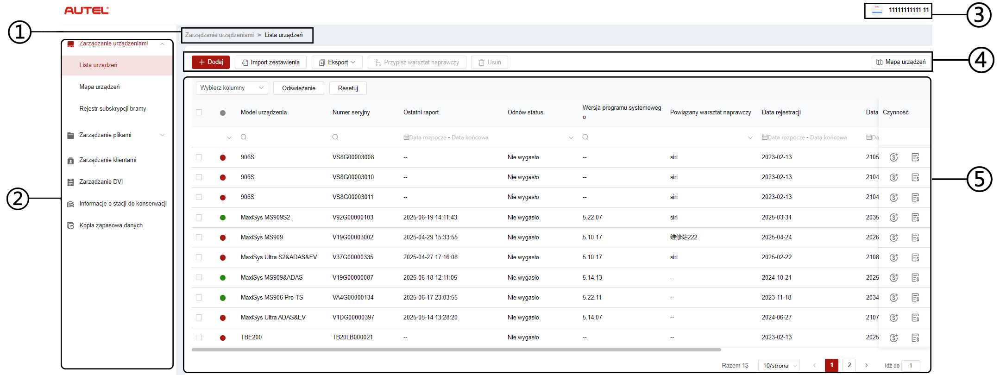 AUTEL
11111111111 11
③
①
Zarządzanie urządzeniami > Lista urządzeń
Zarządzanie urządzeniami
Lista urządzeń
Mapa urządzeń
Rejestr subskrypcji bramy
Zarządzanie plikami
Zarządzanie klientami
Zarządzanie DVI
Informacje o stacji do konserwacji
Kopia zapasowa danych
②
Dodaj Import zestawienia Eksport Przypisz warsztat naprawczy Usuń Mapa urządzeń
④
Wybierz kolumny Odświeżanie Resetuj
Model urządzenia Numer seryjny Ostatni raport Odnów status Wersja programu systemoweg
o Powiązany warsztat naprawczy Data rejestracji Data Czynność
Data rozpoczę - Data końcowa Data rozpoczę - Data końcowa Da
906S VS8G00003008 -- Nie wygasło -- siri 2023-02-13 2105
906S VS8G00003010 -- Nie wygasło -- siri 2023-02-13 2104
⑤
906S VS8G00003011 -- Nie wygasło -- siri 2023-02-13 2104
MaxiSys MS909S2 V92G00000103 2025-06-19 14:11:43 Nie wygasło 5.22.07 siri 2025-03-31 2035
MaxiSys MS909 V19G00003002 2025-04-29 15:33:55 Nie wygasło 5.10.17 维修站222 2025-04-24 2026
MaxiSys Ultra S2&ADAS&EV V37G00000335 2025-04-27 17:16:08 Nie wygasło 5.10.17 siri 2025-02-22 2108
MaxiSys MS909&ADAS V19G00000087 2025-06-18 12:11:05 Nie wygasło 5.14.13 -- 2024-10-21 2025
MaxiSys MS906 Pro-TS VA4G00000134 2025-06-17 23:03:55 Nie wygasło 5.22.11 -- 2023-11-18 2034
MaxiSys Ultra ADAS&EV V1DG00000397 2025-05-14 13:28:20 Nie wygasło 5.14.07 -- 2024-06-27 2107
TBE200 TB20LB000021 -- Nie wygasło -- -- 2023-02-13 2025
Razem 1$ 10/strona < 1 2 > Idź do 1